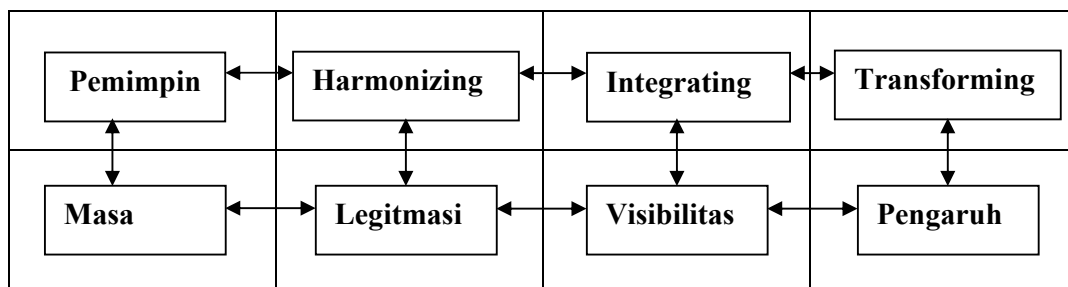 Pemimpin
Harmonizing
Integrating
Transforming
Masa
Legitmasi
Visibilitas
Pengaruh